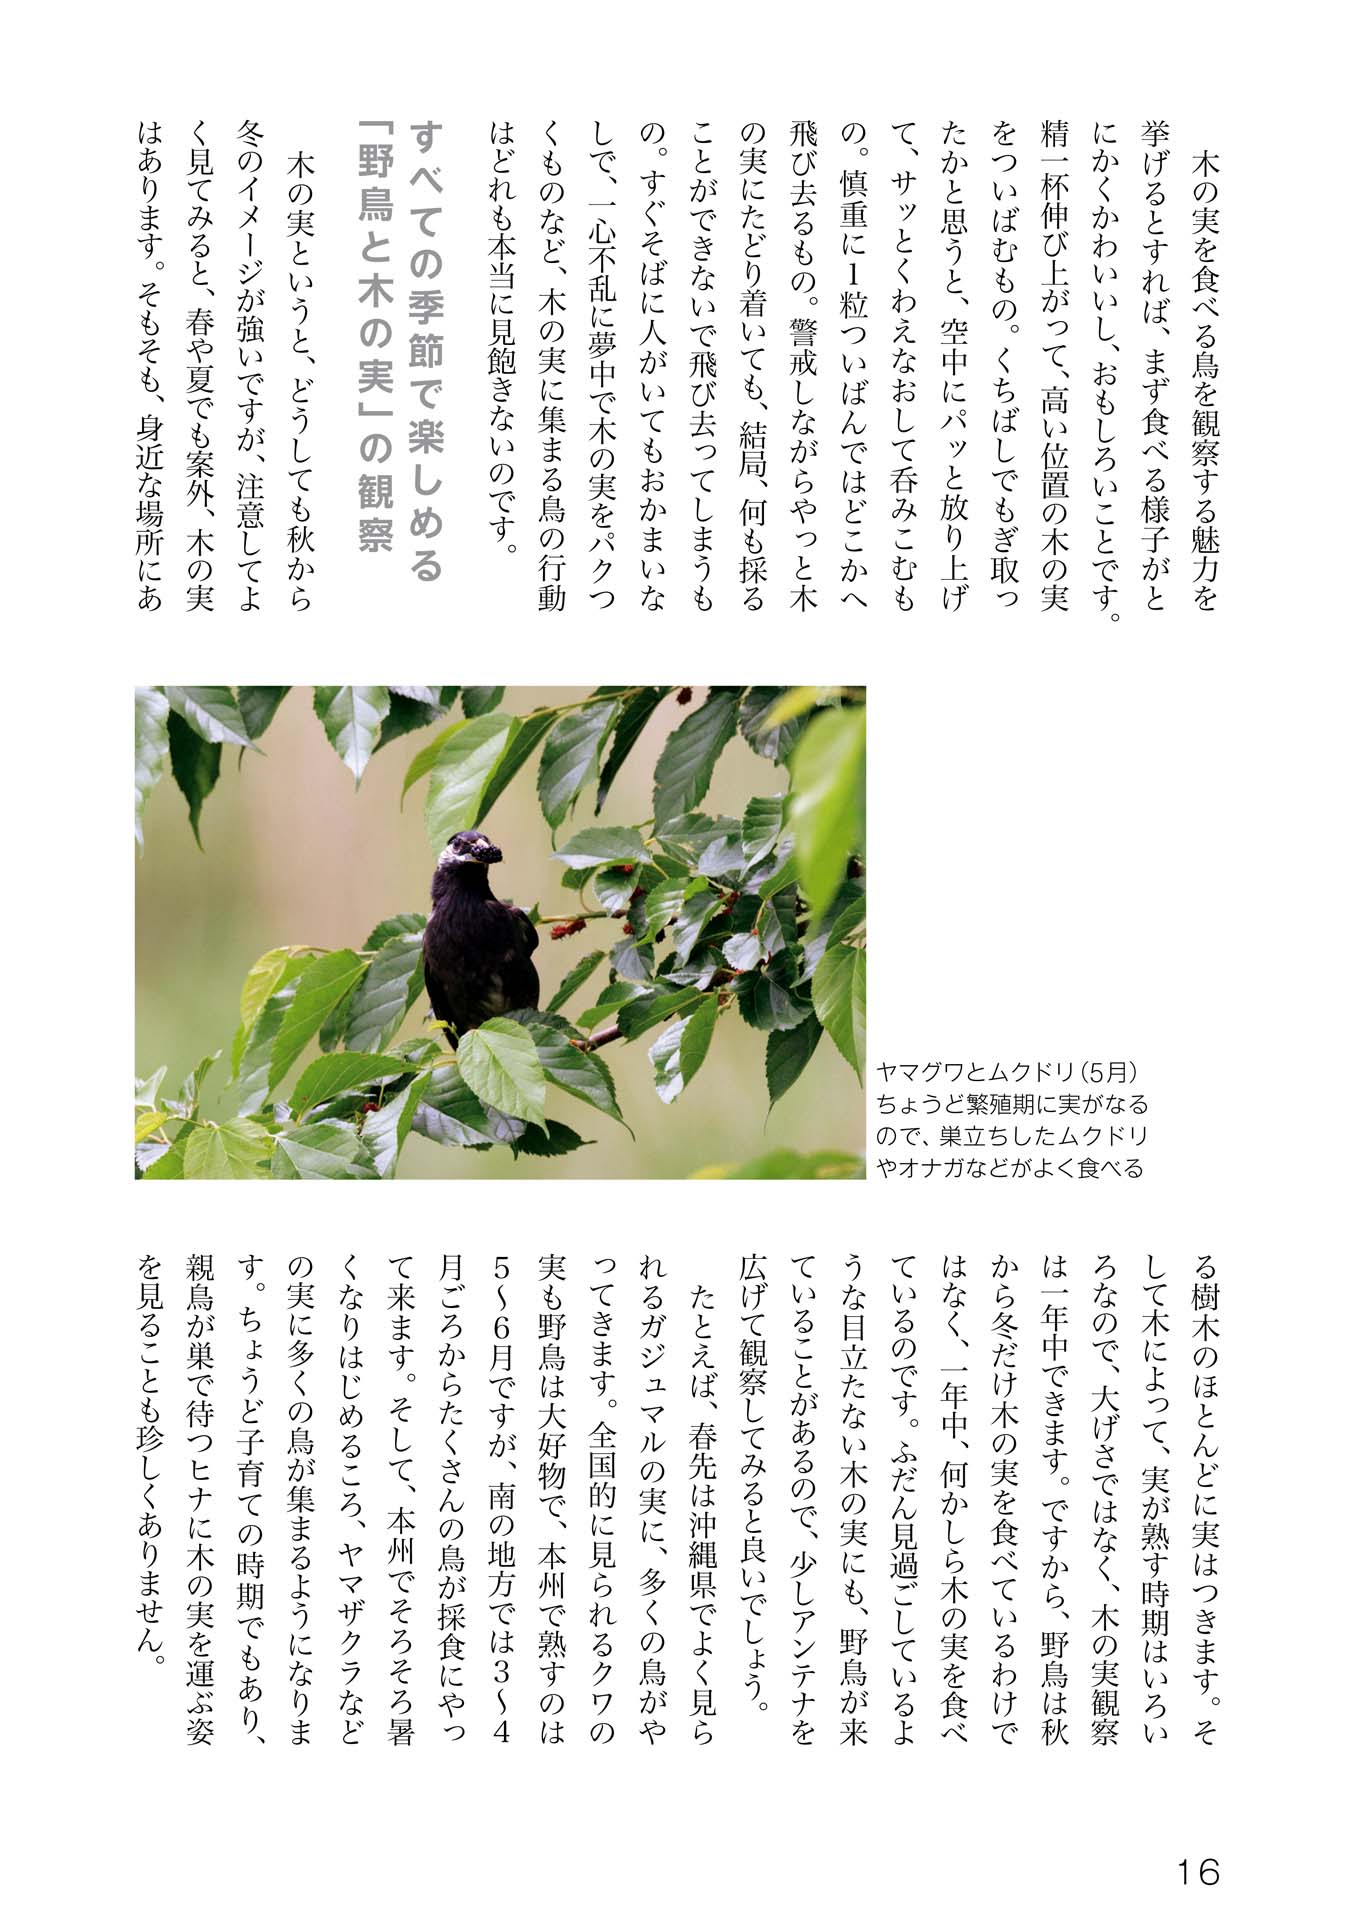 木の実を食べる鳥を観察する魅力を
挙げるとすれば、まず食べる様子がと
にかくかわいいし、おもしろいことです。
精一杯伸び上がって、高い位置の木の実
をついばむもの。くちばしでもぎ取っ
たかと思うと、空中にパッと放り上げ
て、サッとくわえなおして呑みこむも
の。慎重に1粒ついばんではどこかへ
飛び去るもの。警戒しながらやっと木
の実にたどり着いても、結局、何も採る
ことができないで飛び去ってしまうも
の。すぐそばに人がいてもおかまいな
しで、一心不乱に夢中で木の実をパクつ
くものなど、木の実に集まる鳥の行動
はどれも本当に見飽きないのです。
すべての季節で楽しめる
「野鳥と木の実」の観察
木の実というと、どうしても秋から
冬のイメージが強いですが、注意してよ
く見てみると、春や夏でも案外、木の実
はあります。そもそも、身近な場所にあ
ヤマグワとムクドリ（5月）
ちょうど繁殖期に実がなる
ので、巣立ちしたムクドリ
やオナガなどがよく食べる
る樹木のほとんどに実はつきます。そ
して木によって、実が熟す時期はいろい
ろなので、大げさではなく、木の実観察
は一年中できます。ですから、野鳥は秋
から冬だけ木の実を食べているわけで
はなく、一年中、何かしら木の実を食べ
ているのです。ふだん見過ごしているよ
うな目立たない木の実にも、野鳥が来
ていることがあるので、少しアンテナを
広げて観察してみると良いでしょう。
たとえば、春先は沖縄県でよく見ら
れるガジュマルの実に、多くの鳥がや
ってきます。全国的に見られるクワの
実も野鳥は大好物で、本州で熟すのは
5〜6月ですが、南の地方では3〜4
月ごろからたくさんの鳥が採食にやっ
て来ます。そして、本州でそろそろ暑
くなりはじめるころ、ヤマザクラなど
の実に多くの鳥が集まるようになりま
す。ちょうど子育ての時期でもあり、
親鳥が巣で待つヒナに木の実を運ぶ姿
を見ることも珍しくありません。
16